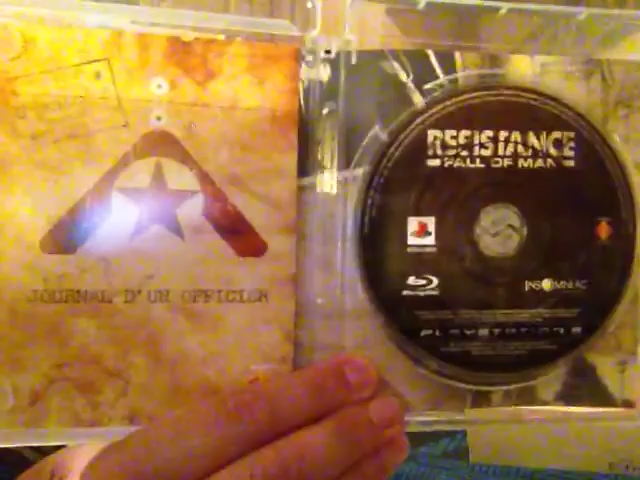 JOURNAL D'UN OFFICIER
RESISTANCE
FALL OF MAN
INSOMNIAC
PLAYSTATION 3